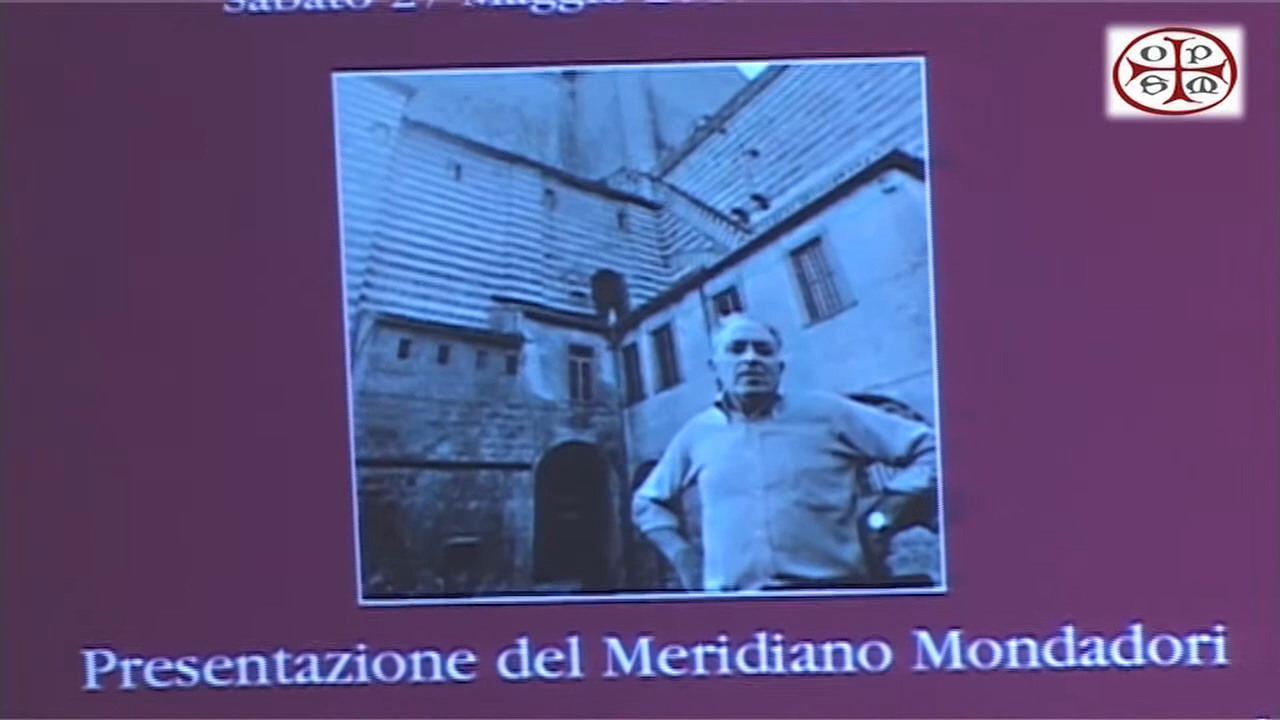 Sabato 27 Maggio
O P
S M
Presentazione del Meridiano Mondadori